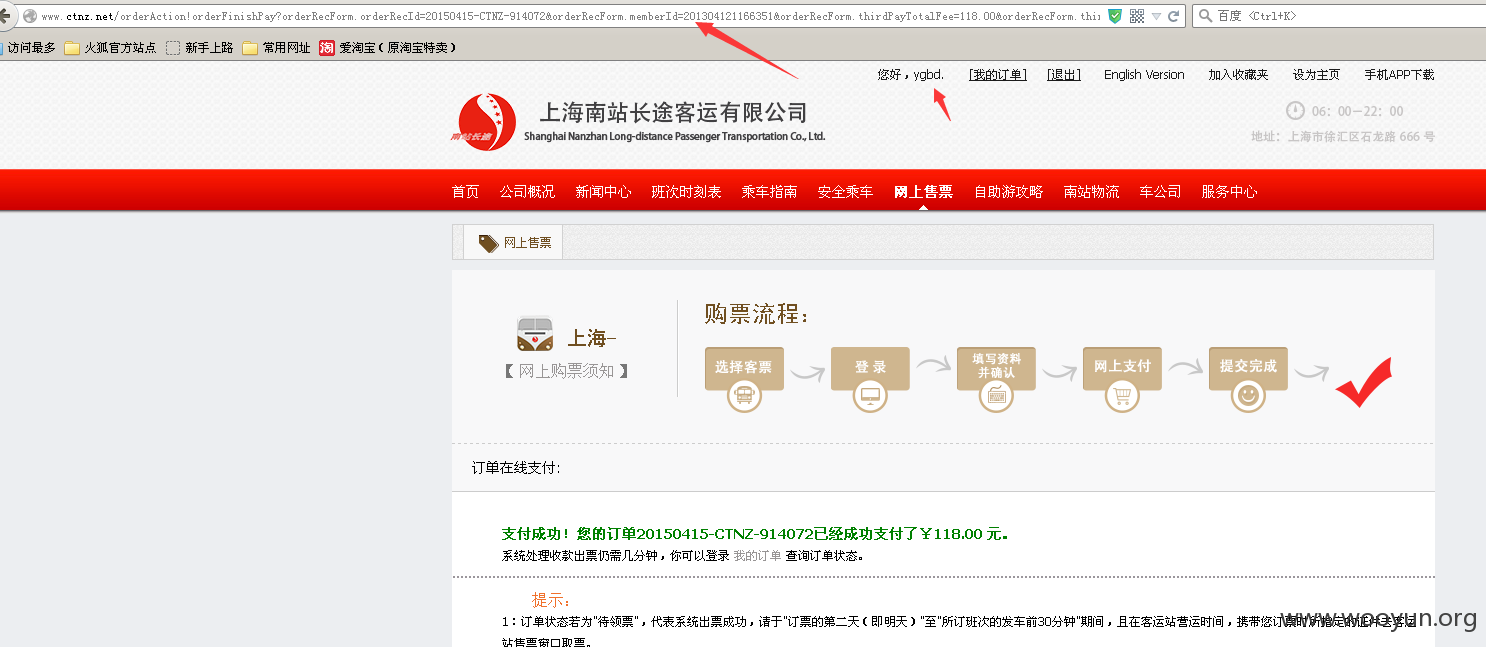 www.ctnz.net/orderAction!orderFinishPay?orderRecForm.orderRecId=20150415-CTNZ-914072&orderRecForm.memberId=201304121166351&orderRecForm.thirdPayTotalFee=118.00&orderRecForm.thi
百度 <Ctrl+K>
访问最多 火狐官方站点 新手上路 常用网址 淘 爱淘宝（原淘宝特卖）
您好，ygbd. [我的订单] [退出] English Version 加入收藏夹 设为主页 手机APP下载
南站长途
上海南站长途客运有限公司
Shanghai Nanzhan Long-distance Passenger Transportation Co., Ltd.
06：00—22：00
地址：上海市徐汇区石龙路 666 号
首页 公司概况 新闻中心 班次时刻表 乘车指南 安全乘车 网上售票 自助游攻略 南站物流 车公司 服务中心
网上售票
上海--
【 网上购票须知 】
购票流程：
选择客票
登 录
填写资料
并确认
网上支付
提交完成
订单在线支付:
支付成功！您的订单20150415-CTNZ-914072已经成功支付了￥118.00 元。
系统处理收款出票仍需几分钟，你可以登录 我的订单 查询订单状态。
提示：
1：订单状态若为"待领票"，代表系统出票成功，请于"订票的第二天（即明天）"至"所订班次的发车前30分钟"期间，且在客运站营运时间，携带您订票时
站售票窗口取票。
www.wooyun.org